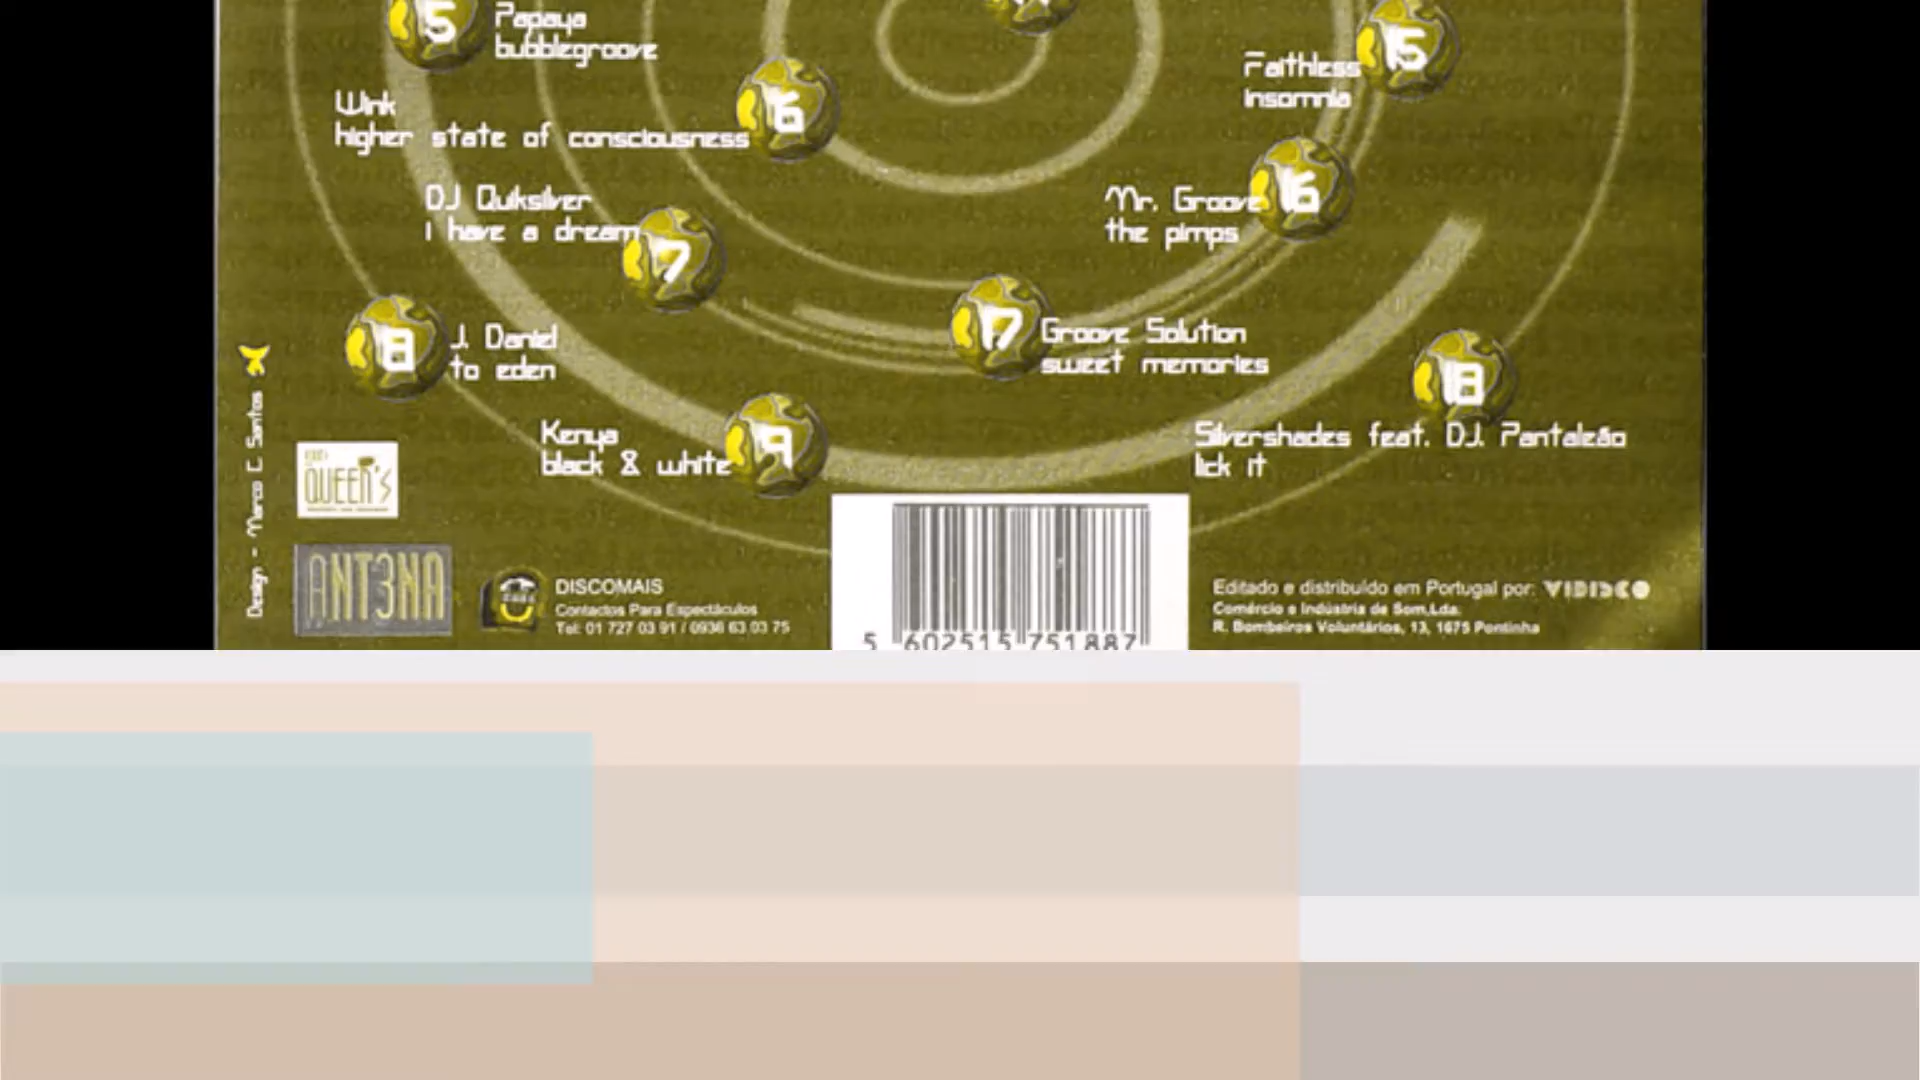 5
Papaya
bubblegroove
Wink
higher state of consciousness
6
DJ Quiksilver
i have a dream
7
8
J. Daniel
to eden
Kenya
black & white
9
15
Faithless
insomnia
Mr. Groove
the pimps
16
17
Groove Solution
sweet memories
18
Silvershades feat. DJ. Pantaleão
lick it
Design - Marco C. Santos
QUEEN'S
ANT3NA
DISCOMAIS
Contactos Para Espectáculos
Tel: 01 727 03 91 / 0936 63 03 75
5 602515 751887
Editado e distribuído em Portugal por: VIDISCO
Comércio e Indústria de Som,Lda.
R. Bombeiros Voluntários, 13, 1675 Pontinha